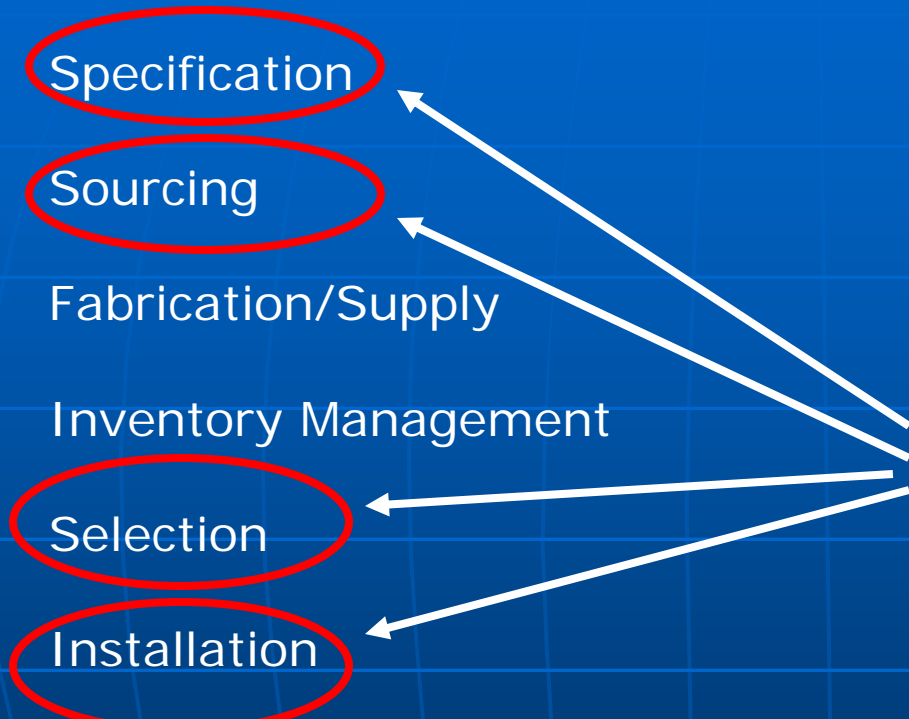 Specification
Sourcing
Fabrication/Supply
Inventory Management
Selection
Installation